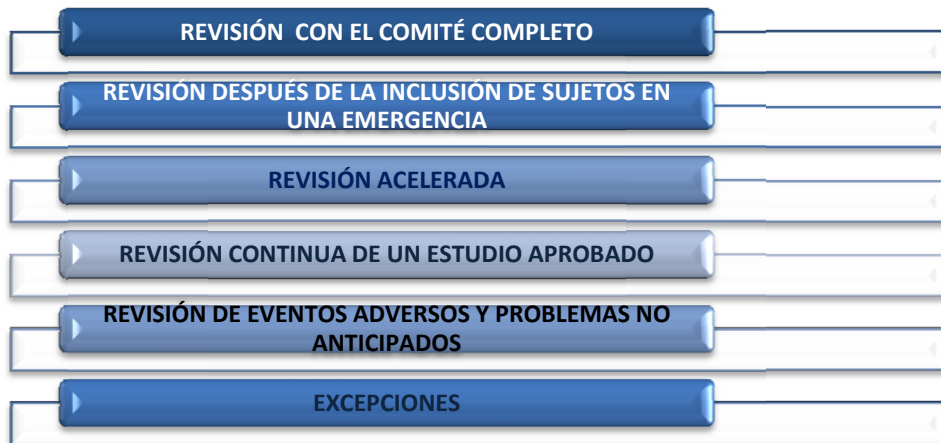 REVISIÓN CON EL COMITÉ COMPLETO
REVISIÓN DESPUÉS DE LA INCLUSIÓN DE SUJETOS EN
UNA EMERGENCIA
REVISIÓN ACELERADA
REVISIÓN CONTINUA DE UN ESTUDIO APROBADO
REVISIÓN DE EVENTOS ADVERSOS Y PROBLEMAS NO
ANTICIPADOS
EXCEPCIONES